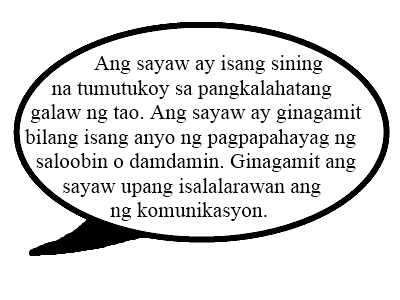 Ang sayaw ay isang sining
na tumutukoy sa pangkalahatang
galaw ng tao. Ang sayaw ay ginagamit
bilang isang anyo ng pagpapahayag ng
saloobin o damdamin. Ginagamit ang
sayaw upang isalalarawan ang
ng komunikasyon.